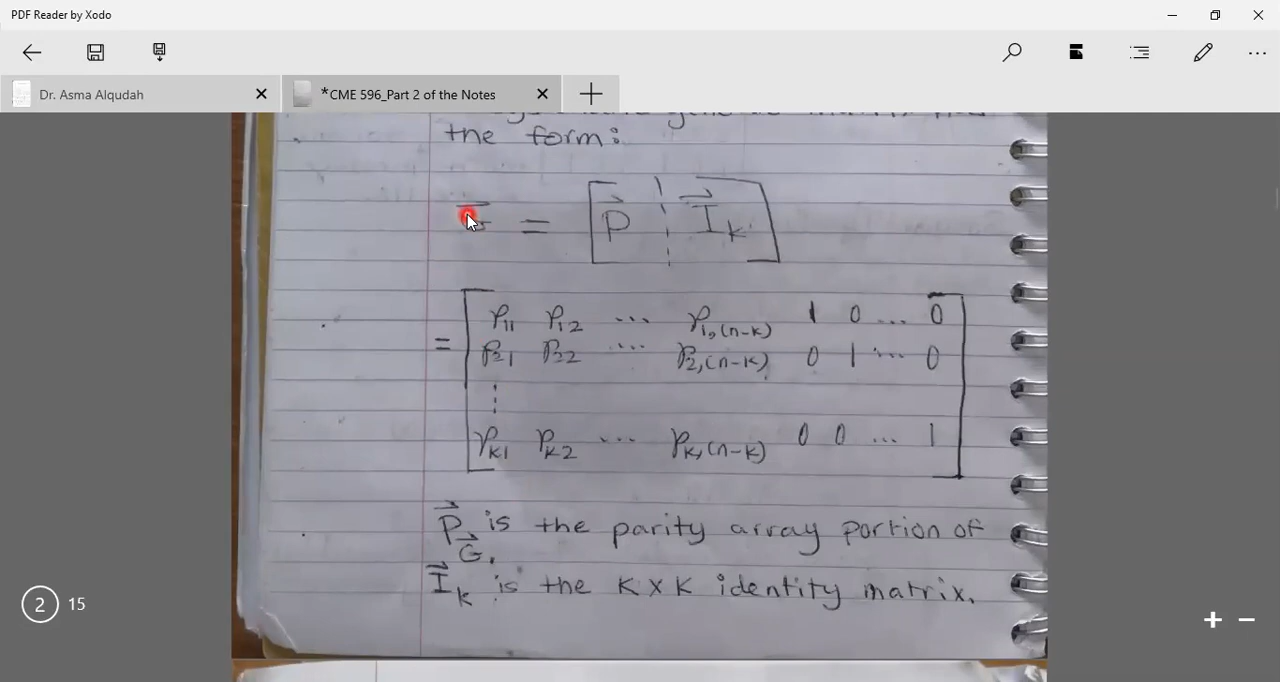 PDF Reader by Xodo
Dr. Asma Alqudah
*CME 596_Part 2 of the Notes
the form:
= [P⃗ ¦ I⃗k]
= [p11 p12 ... p1,(n-k) 1 0 ... 0
p21 p22 ... p2,(n-k) 0 1 ... 0
⋮
pk1 pk2 ... pk,(n-k) 0 0 ... 1]
P⃗ is the parity array portion of
G⃗.
I⃗k is the k x k identity matrix.
2 15